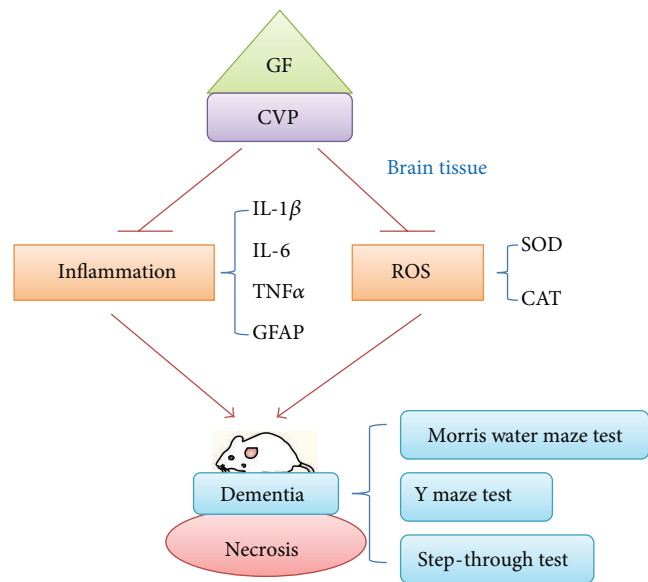 GF
CVP
Brain tissue
IL-1β
IL-6
TNFα
GFAP
Inflammation
ROS
SOD
CAT
Dementia
Necrosis
Morris water maze test
Y maze test
Step-through test